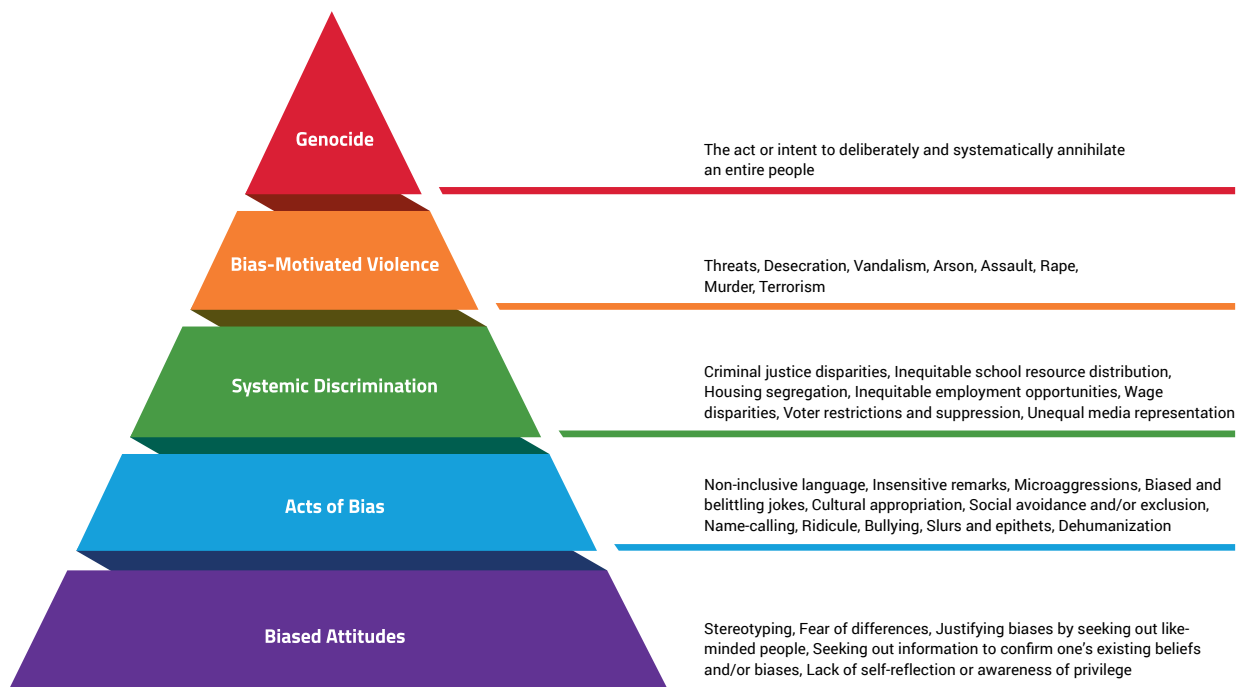 Genocide
The act or intent to deliberately and systematically annihilate
an entire people
Bias-Motivated Violence
Threats, Desecration, Vandalism, Arson, Assault, Rape,
Murder, Terrorism
Systemic Discrimination
Criminal justice disparities, Inequitable school resource distribution,
Housing segregation, Inequitable employment opportunities, Wage
disparities, Voter restrictions and suppression, Unequal media representation
Acts of Bias
Non-inclusive language, Insensitive remarks, Microaggressions, Biased and
belittling jokes, Cultural appropriation, Social avoidance and/or exclusion,
Name-calling, Ridicule, Bullying, Slurs and epithets, Dehumanization
Biased Attitudes
Stereotyping, Fear of differences, Justifying biases by seeking out like-
minded people, Seeking out information to confirm one’s existing beliefs
and/or biases, Lack of self-reflection or awareness of privilege